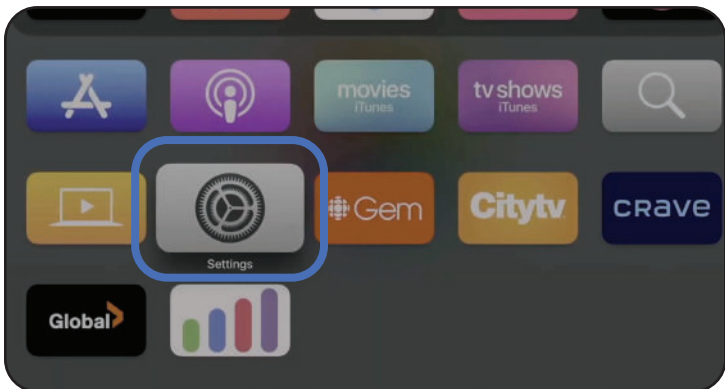 movies
iTunes
tv shows
iTunes
Gem
Citytv
CRAVE
Settings
Global